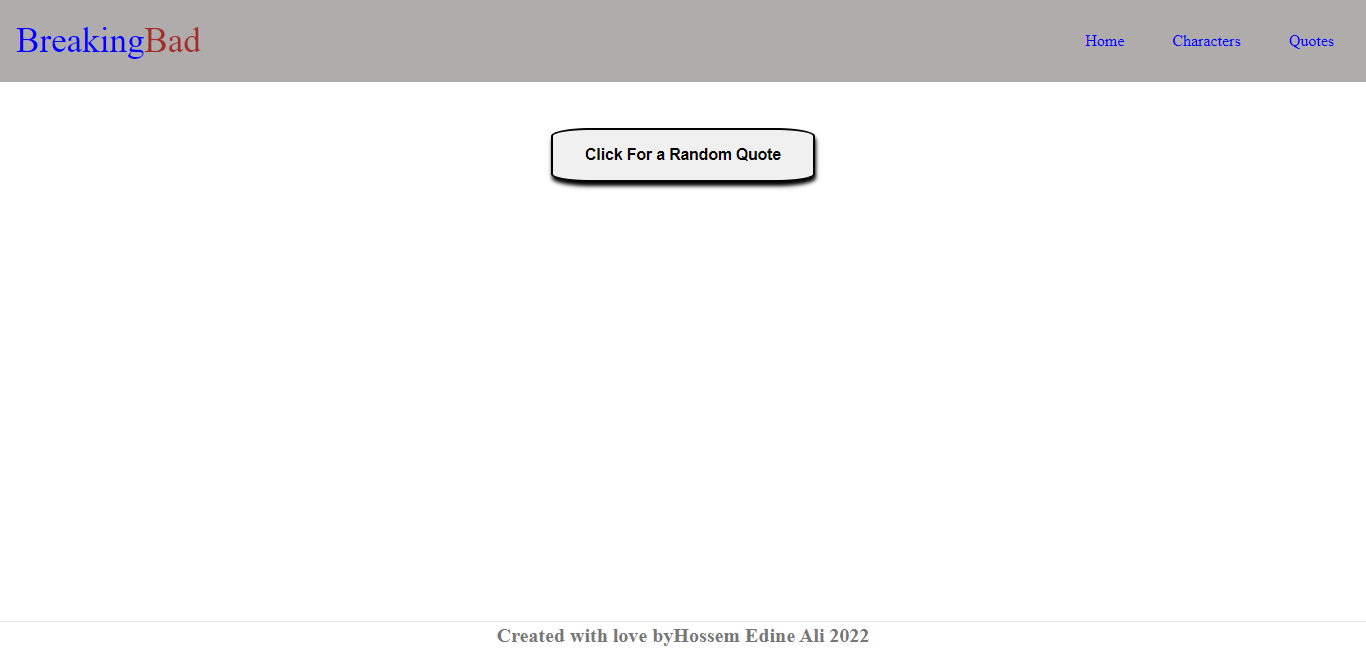 BreakingBad
Home Characters Quotes
Click For a Random Quote
Created with love byHossem Edine Ali 2022